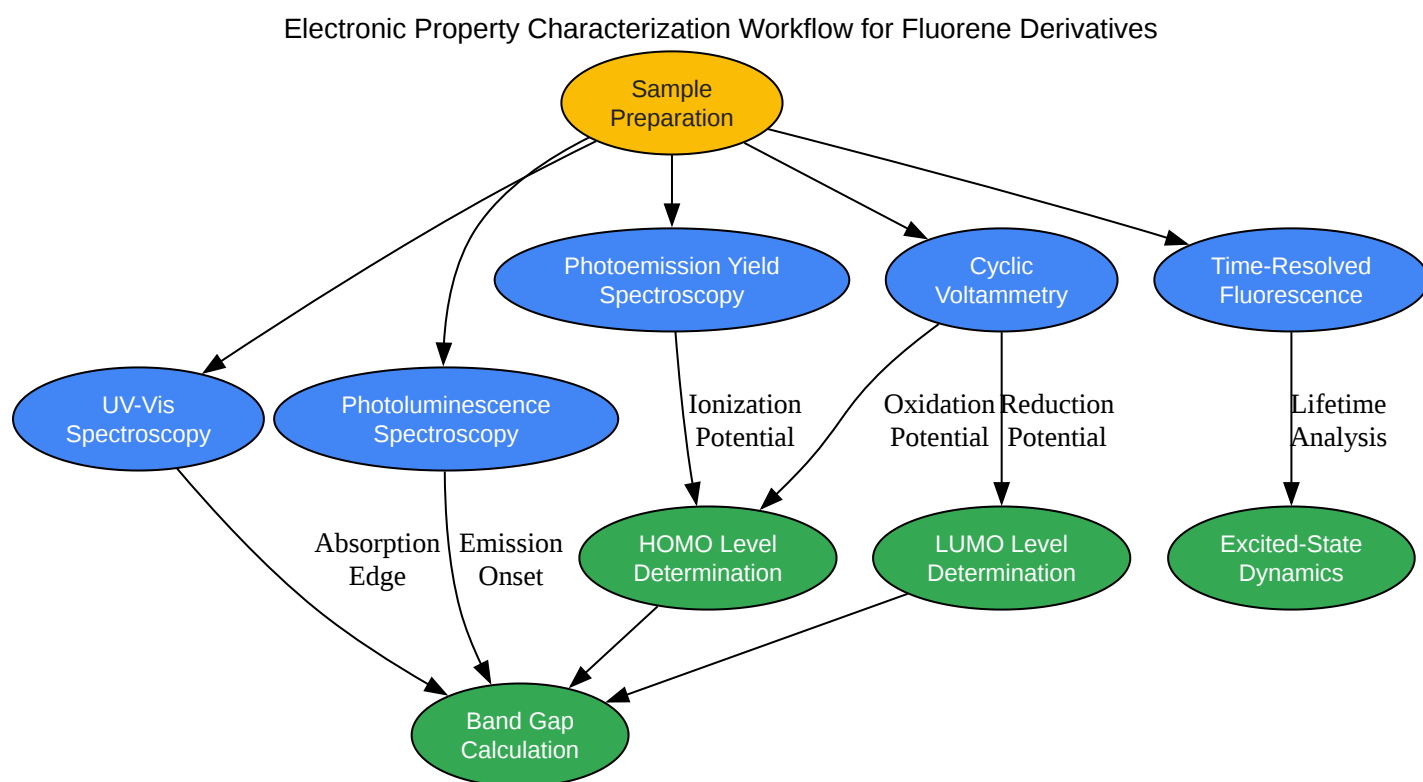 Electronic Property Characterization Workflow for Fluorene Derivatives
Sample
Preparation
Photoemission Yield
Spectroscopy
Cyclic
Voltammetry
Time-Resolved
Fluorescence
UV-Vis
Spectroscopy
Photoluminescence
Spectroscopy
Ionization
Potential
Oxidation
Potential
Reduction
Potential
Lifetime
Analysis
Absorption
Edge
Emission
Onset
HOMO Level
Determination
LUMO Level
Determination
Excited-State
Dynamics
Band Gap
Calculation